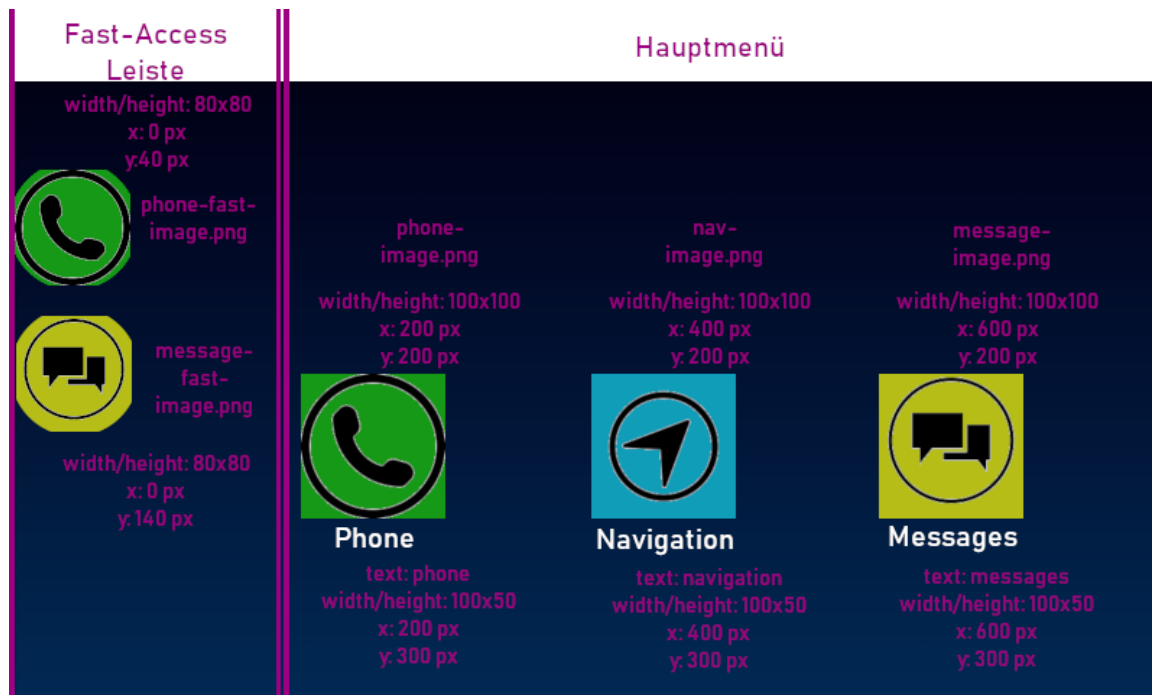 Fast-Access
Leiste
width/height: 80x80
x: 0 px
y:40 px
phone-fast-
image.png
message-
fast-
image.png
width/height: 80x80
x: 0 px
y: 140 px
Hauptmenü
phone-
image.png
width/height: 100x100
x: 200 px
y: 200 px
Phone
text: phone
width/height: 100x50
x: 200 px
y: 300 px
nav-
image.png
width/height: 100x100
x: 400 px
y: 200 px
Navigation
text: navigation
width/height: 100x50
x: 400 px
y: 300 px
message-
image.png
width/height: 100x100
x: 600 px
y: 200 px
Messages
text: messages
width/height: 100x50
x: 600 px
y: 300 px